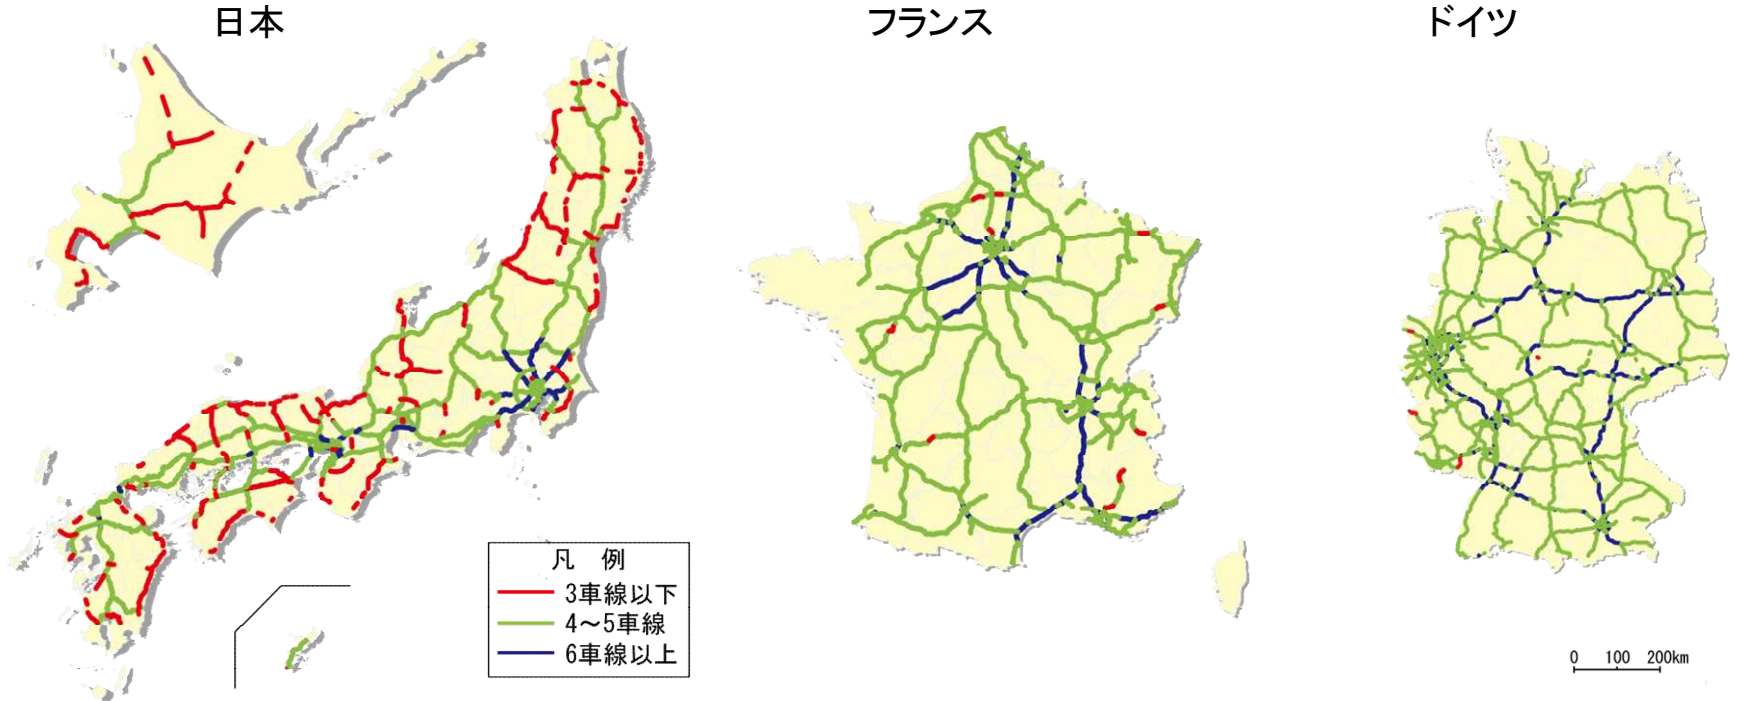 日本
フランス
ドイツ
凡 例
3車線以下
4～5車線
6車線以上
0 100 200km